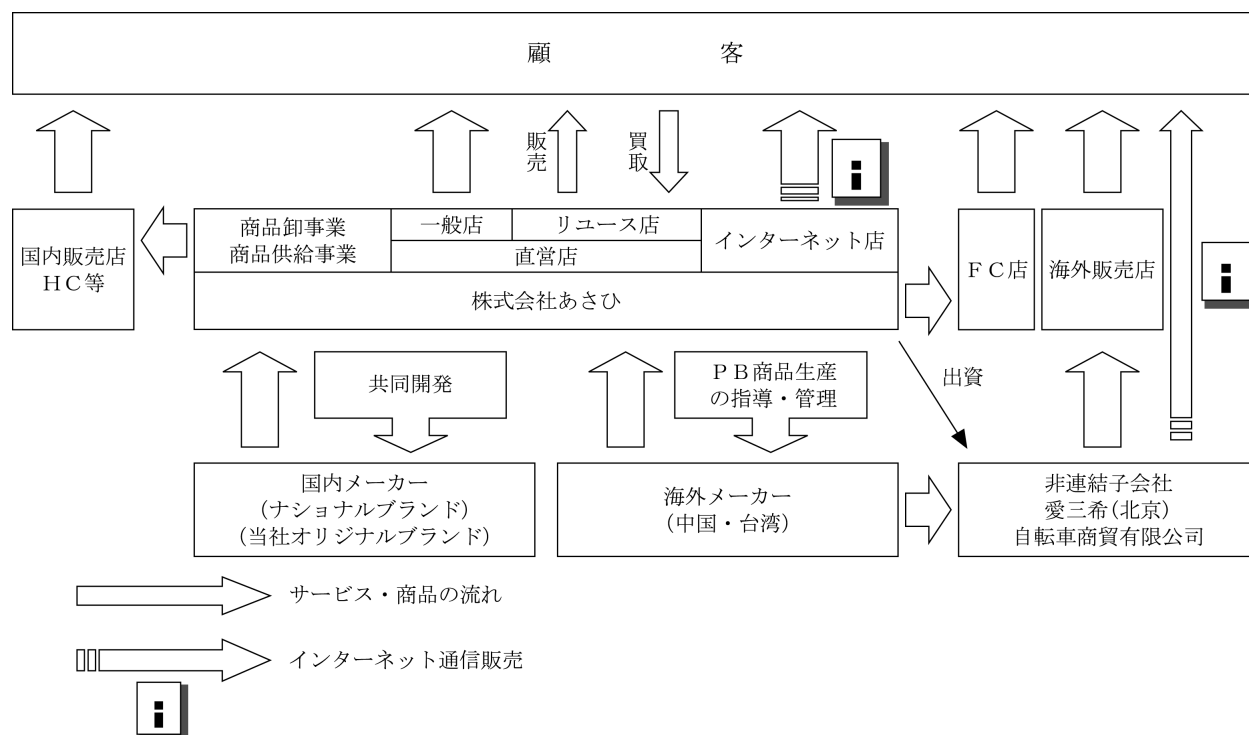 顧客
販売
買取
国内販売店
ＨＣ等
商品卸事業
商品供給事業
一般店
リユース店
直営店
インターネット店
株式会社あさひ
ＦＣ店
海外販売店
共同開発
ＰＢ商品生産
の指導・管理
出資
国内メーカー
(ナショナルブランド)
(当社オリジナルブランド)
海外メーカー
(中国・台湾)
非連結子会社
愛三希(北京)
自転車商貿有限公司
サービス・商品の流れ
インターネット通信販売